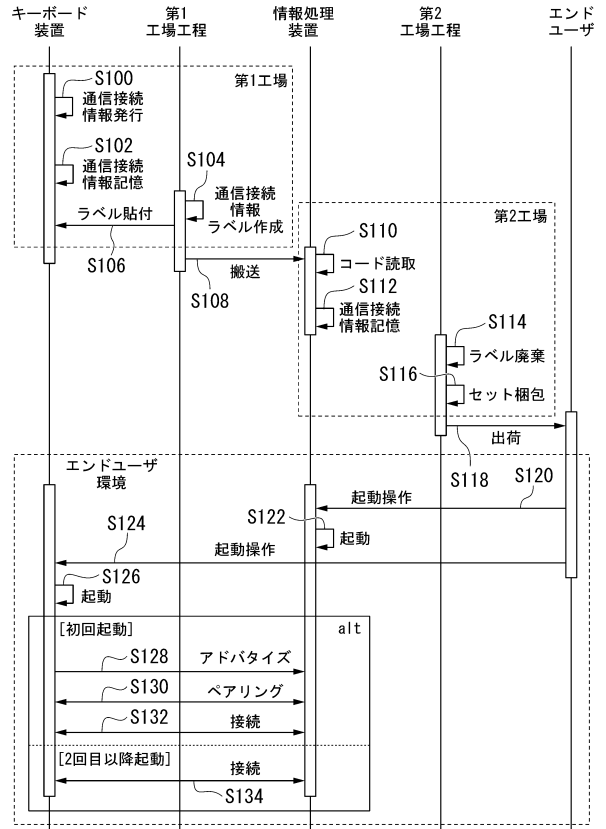 キーボード
装置
第1
工場工程
情報処理
装置
第2
工場工程
エンド
ユーザ
第1工場
S100
通信接続
情報発行
S102
通信接続
情報記憶
S104
通信接続
情報
ラベル作成
ラベル貼付
S106
S108
搬送
第2工場
S110
コード読取
S112
通信接続
情報記憶
S114
ラベル廃棄
S116
セット梱包
S118
出荷
エンドユーザ
環境
S120
起動操作
S122
起動
S124
起動操作
S126
起動
alt
[初回起動]
S128
アドバタイズ
S130
ペアリング
S132
接続
[2回目以降起動]
接続
S134